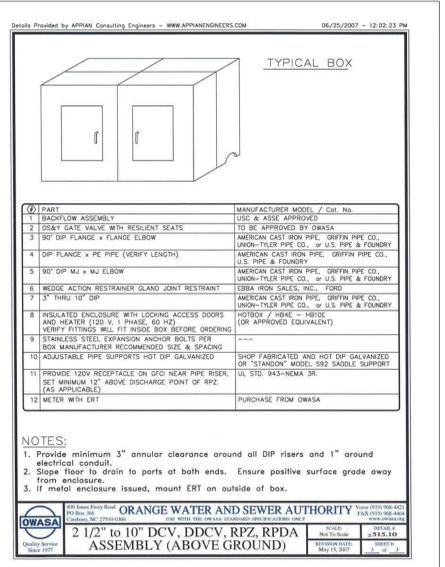 Details Provided by APPIAN Consulting Engineers - WWW.APPIANENGINEERS.COM 06/25/2007 - 12:02:23 PM
TYPICAL BOX
# PART MANUFACTURER MODEL / Cat. No.
1 BACKFLOW ASSEMBLY USC & ASSE APPROVED
2 OS&Y GATE VALVE WITH RESILIENT SEATS TO BE APPROVED BY OWASA
3 90° DIP FLANGE x FLANGE ELBOW AMERICAN CAST IRON PIPE, GRIFFIN PIPE CO.,
UNION-TYLER PIPE CO., or U.S. PIPE & FOUNDRY
4 DIP FLANGE x PE PIPE (VERIFY LENGTH) AMERICAN CAST IRON PIPE, GRIFFIN PIPE CO.,
UNION-TYLER PIPE CO., or U.S. PIPE & FOUNDRY
5 90° DIP MJ x MJ ELBOW AMERICAN CAST IRON PIPE, GRIFFIN PIPE CO.,
UNION-TYLER PIPE CO., or U.S. PIPE & FOUNDRY
6 WEDGE ACTION RESTRAINER GLAND JOINT RESTRAINT EBBA IRON SALES, INC., FORD
7 3" THRU 10" DIP AMERICAN CAST IRON PIPE, GRIFFIN PIPE CO.,
UNION-TYLER PIPE CO., or U.S. PIPE & FOUNDRY
8 INSULATED ENCLOSURE WITH LOCKING ACCESS DOORS HOTBOX / HB4E - HB10E
AND HEATER (120 V, 1 PHASE, 60 HZ) (OR APPROVED EQUIVALENT)
VERIFY FITTINGS WILL FIT INSIDE BOX BEFORE ORDERING
9 STAINLESS STEEL EXPANSION ANCHOR BOLTS PER ---
BOX MANUFACTURER RECOMMENDED SIZE & SPACING
10 ADJUSTABLE PIPE SUPPORTS HOT DIP GALVANIZED SHOP FABRICATED AND HOT DIP GALVANIZED
OR "STANDON" MODEL S92 SADDLE SUPPORT
11 PROVIDE 120V RECEPTACLE ON GFCI NEAR PIPE RISER, UL STD. 943-NEMA 3R.
SET MINIMUM 12" ABOVE DISCHARGE POINT OF RPZ.
(AS APPLICABLE)
12 METER WITH ERT PURCHASE FROM OWASA
NOTES:
1. Provide minimum 3" annular clearance around all DIP risers and 1" around
electrical conduit.
2. Slope floor to drain to ports at both ends. Ensure positive surface grade away
from enclosure.
3. If metal enclosure issued, mount ERT on outside of box.
OWASA
Quality Service
Since 1977
400 Jones Ferry Road
PO Box 366
Carrboro, NC 27510-0366
ORANGE WATER AND SEWER AUTHORITY
USE WITH THE OWASA STANDARD SPECIFICATIONS ONLY
Voice (919) 968-4421
FAX (919) 968-4464
www.owasa.org
2 1/2" to 10" DCV, DDCV, RPZ, RPDA
ASSEMBLY (ABOVE GROUND)
SCALE:
Not To Scale
DETAIL #:
515.10
REVISION DATE:
May 15, 2007
SHEET #:
3 of 3